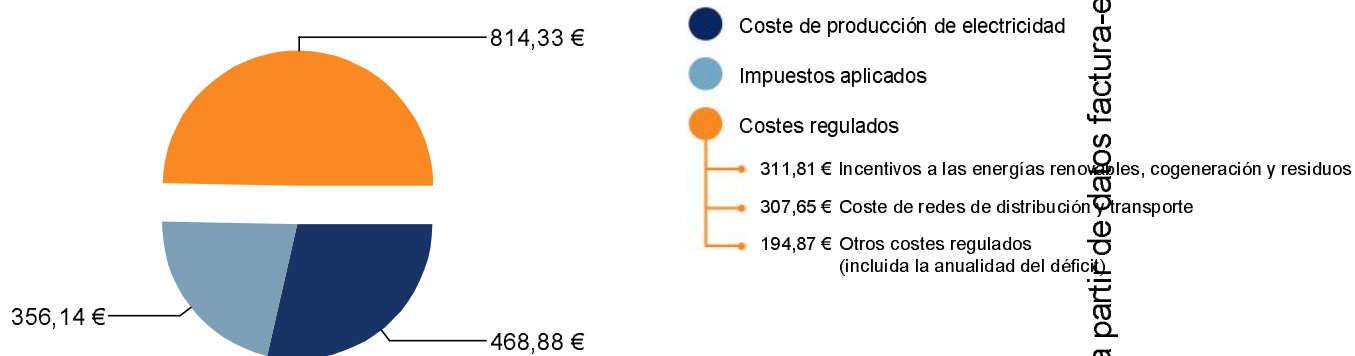 814,33 €
356,14 €
468,88 €
Coste de producción de electricidad
Impuestos aplicados
Costes regulados
311,81 € Incentivos a las energías renovables, cogeneración y residuos
307,65 € Coste de redes de distribución y transporte
194,87 € Otros costes regulados
(incluida la anualidad del déficit)
a partir de datos factura-e